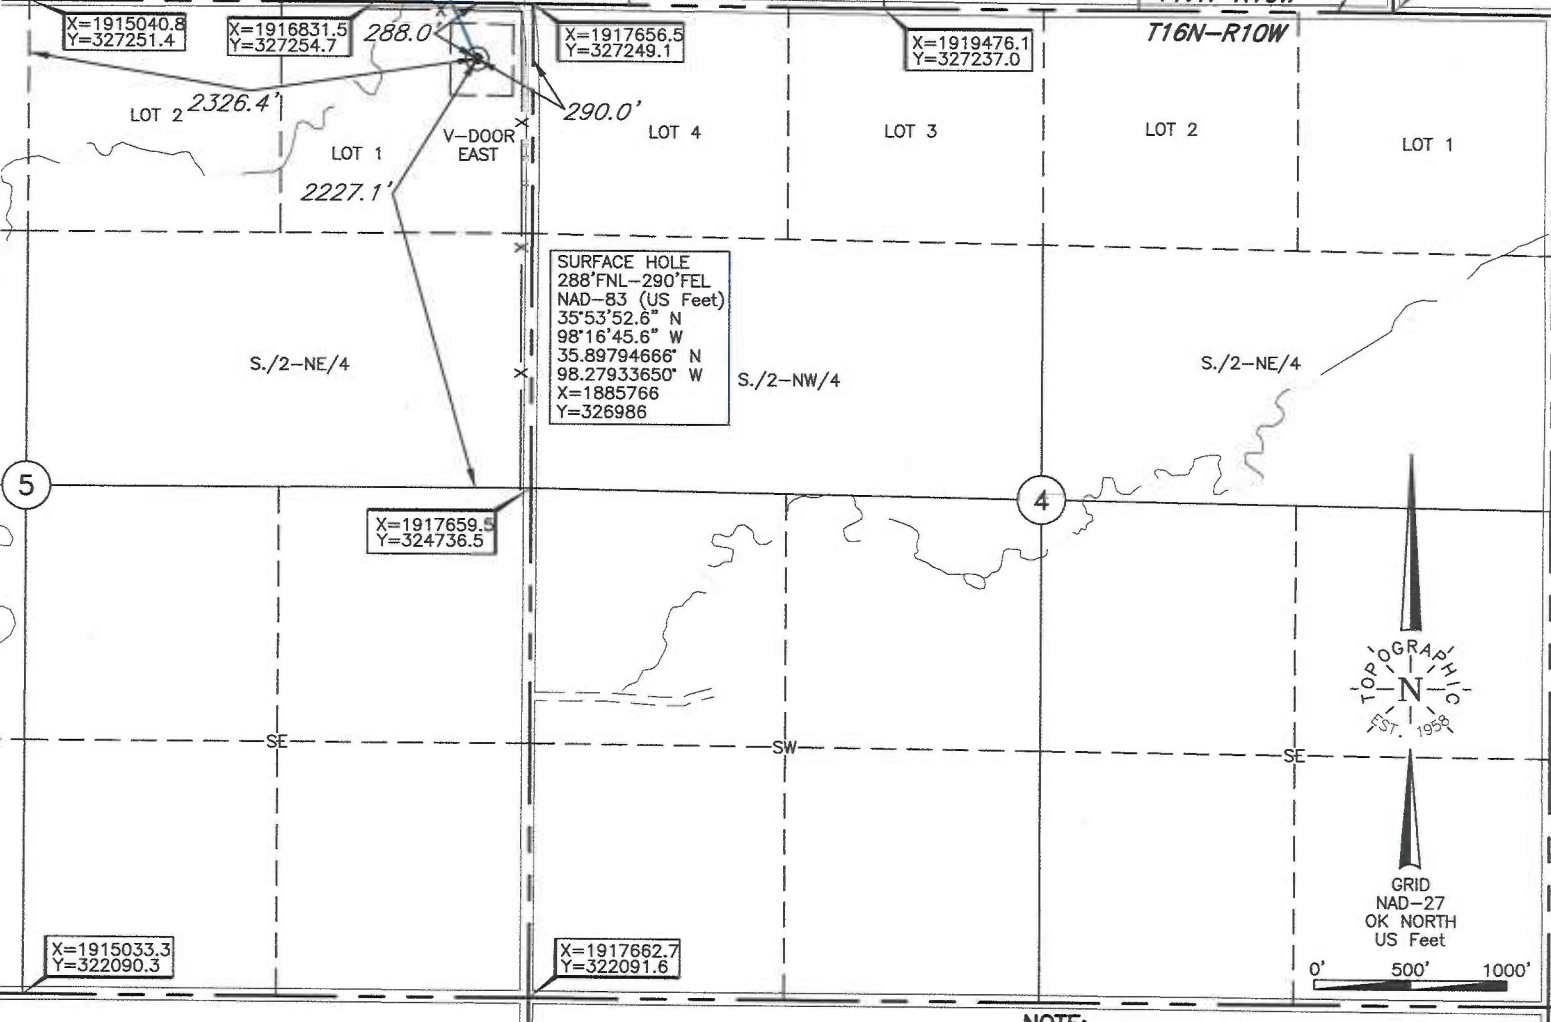 X=1915040.8
Y=327251.4
X=1916831.5
Y=327254.7
288.0'
X=1917656.5
Y=327249.1
X=1919476.1
Y=327237.0
T16N-R10W
LOT 2
2326.4'
LOT 1
V-DOOR
EAST
290.0'
LOT 4
LOT 3
LOT 2
LOT 1
2227.1'
SURFACE HOLE
288'FNL-290'FEL
NAD-83 (US Feet)
35°53'52.6" N
98°16'45.6" W
35.89794666° N
98.27933650° W
X=1885766
Y=326986
S./2-NE/4
S./2-NW/4
S./2-NE/4
5
4
X=1917659.5
Y=324736.5
TOPOGRAPHIC
N
EST. 1958
SE
SW
SE
GRID
NAD-27
OK NORTH
US Feet
0' 500' 1000'
X=1915033.3
Y=322090.3
X=1917662.7
Y=322091.6
NOTE: